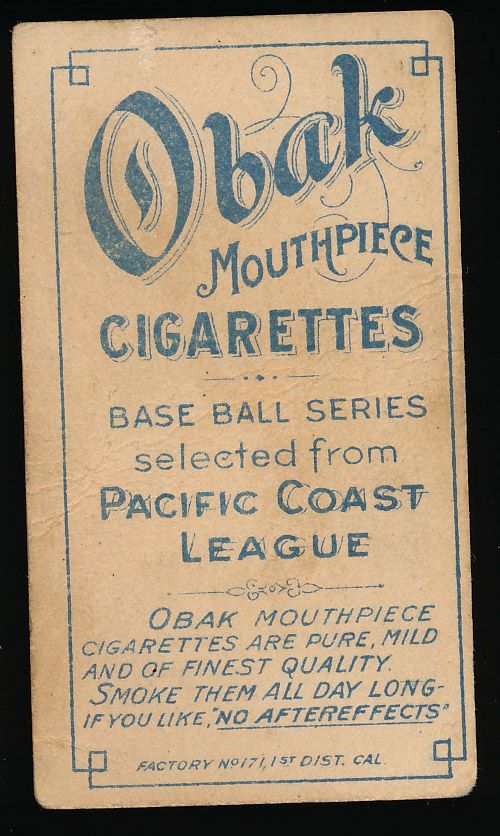 Obak
MOUTHPIECE
CIGARETTES
BASE BALL SERIES
selected from
PACIFIC COAST
LEAGUE
OBAK MOUTHPIECE
CIGARETTES ARE PURE, MILD
AND OF FINEST QUALITY.
SMOKE THEM ALL DAY LONG-
IF YOU LIKE, "NO AFTEREFFECTS"
FACTORY NO 171, 1ST DIST. CAL.